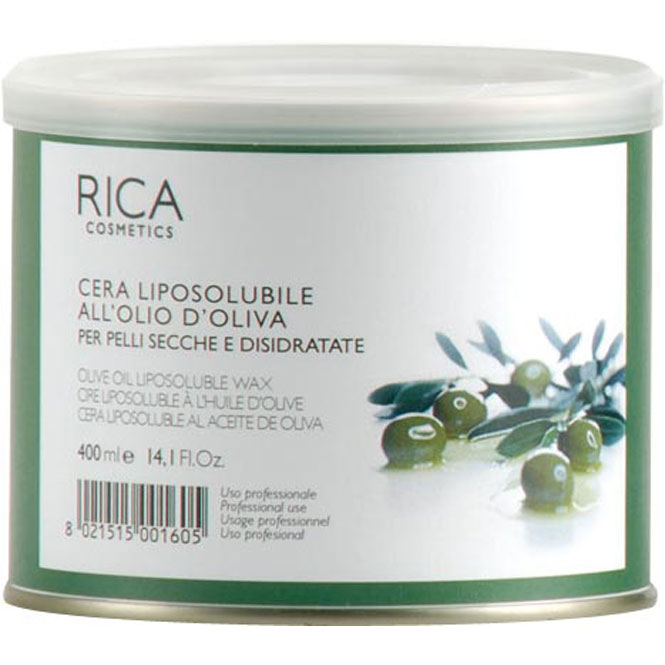 RICA
COSMETICS
CERA LIPOSOLUBILE
ALL'OLIO D'OLIVA
PER PELLI SECCHE E DISIDRATATE
OLIVE OIL LIPOSOLUBLE WAX
CIRE LIPOSOLUBLE À L'HUILE D'OLIVE
CERA LIPOSOLUBLE AL ACEITE DE OLIVA
400 ml e 14,1 Fl.Oz.
Uso professionale
Professional use
Usage professionnel
Uso profesional
8 021515 001605